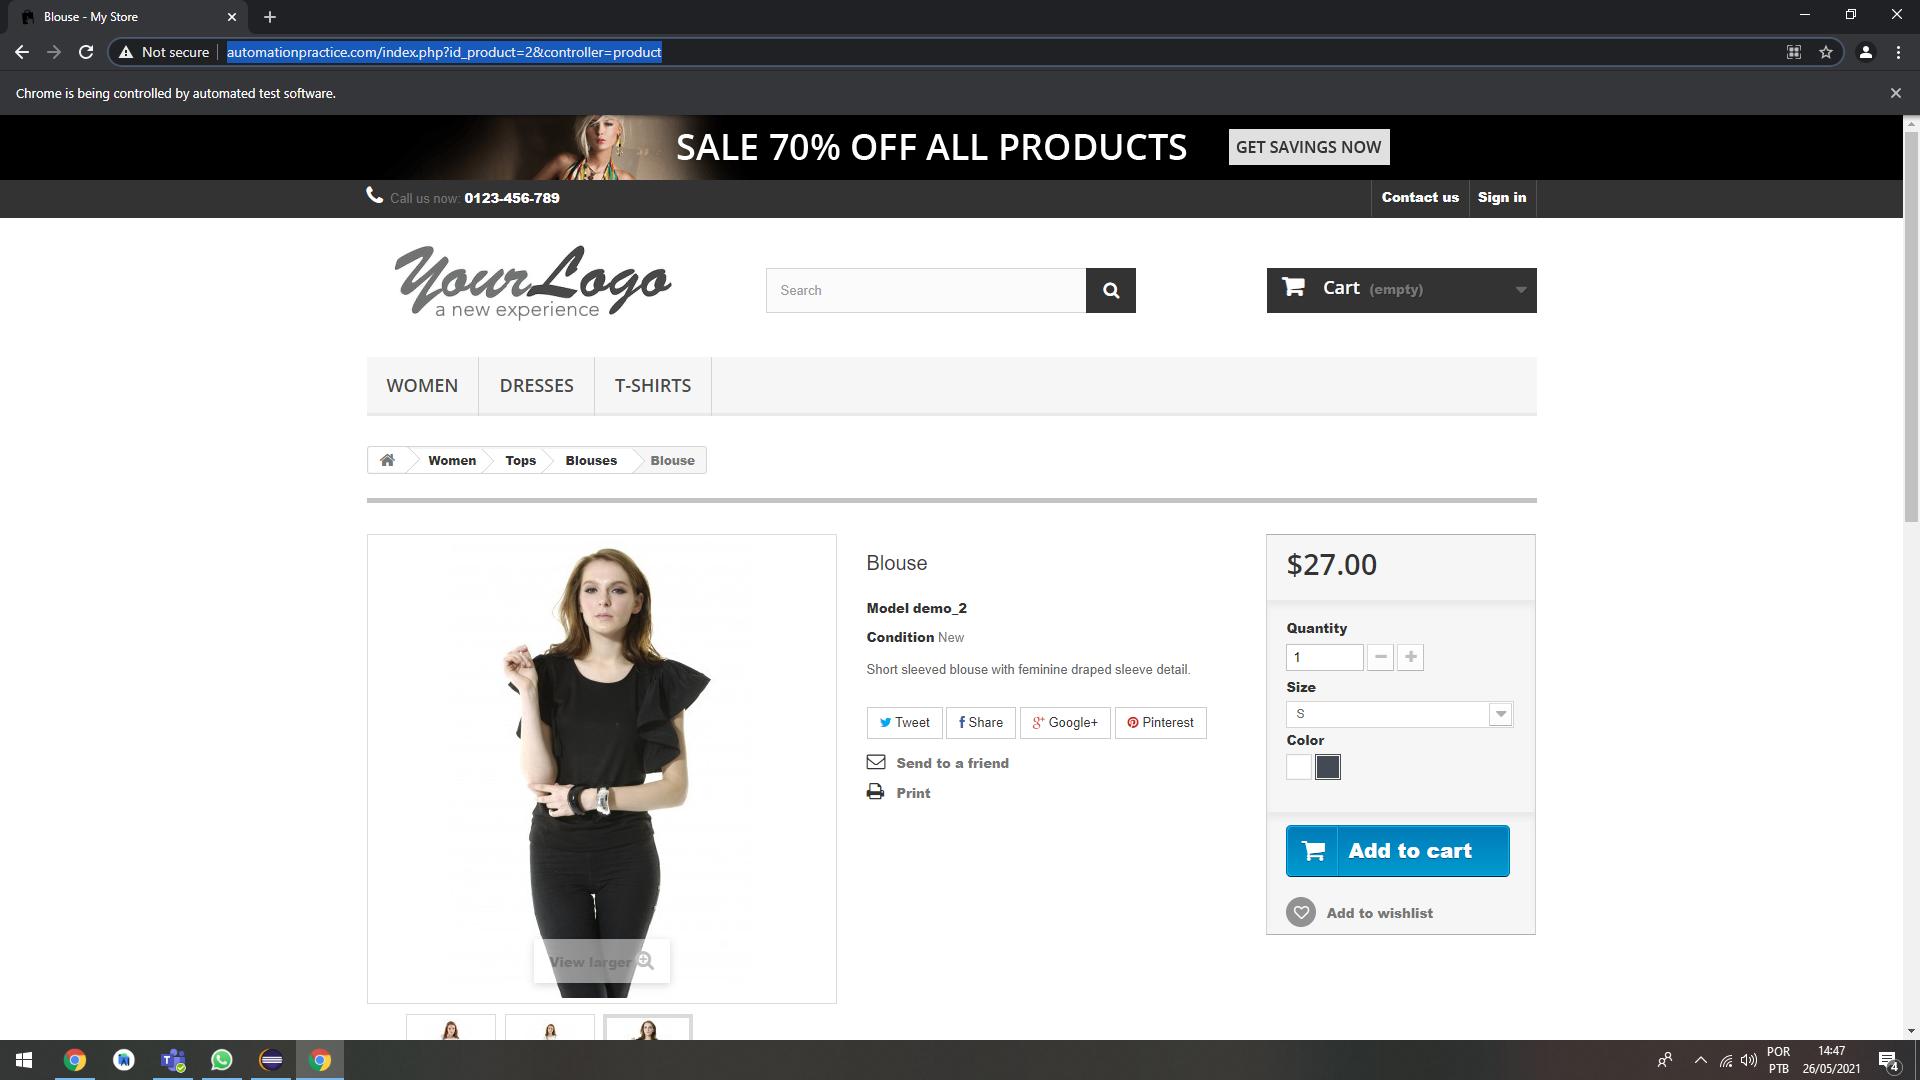 Blouse - My Store
Not secure
automationpractice.com/index.php?id_product=2&controller=product
Chrome is being controlled by automated test software.
SALE 70% OFF ALL PRODUCTS
GET SAVINGS NOW
Call us now: 0123-456-789
Contact us
Sign in
Your Logo
a new experience
Search
Cart (empty)
WOMEN
DRESSES
T-SHIRTS
Women
Tops
Blouses
Blouse
View larger
Blouse
Model demo_2
Condition New
Short sleeved blouse with feminine draped sleeve detail.
Tweet
Share
Google+
Pinterest
Send to a friend
Print
$27.00
Quantity
1
Size
S
Color
Add to cart
Add to wishlist
POR
PTB
14:47
26/05/2021
4